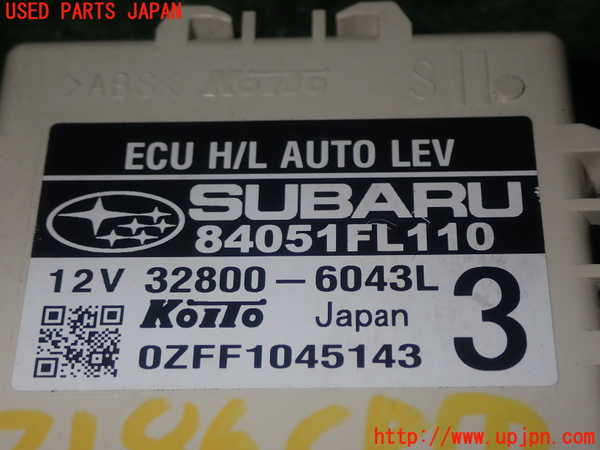 USED PARTS JAPAN
>ABS< KOITO S
ECU H/L AUTO LEV
SUBARU
84051FL110
12V 32800-6043L
KOITO Japan 3
0ZFF1045143
http://www.upjpn.com/